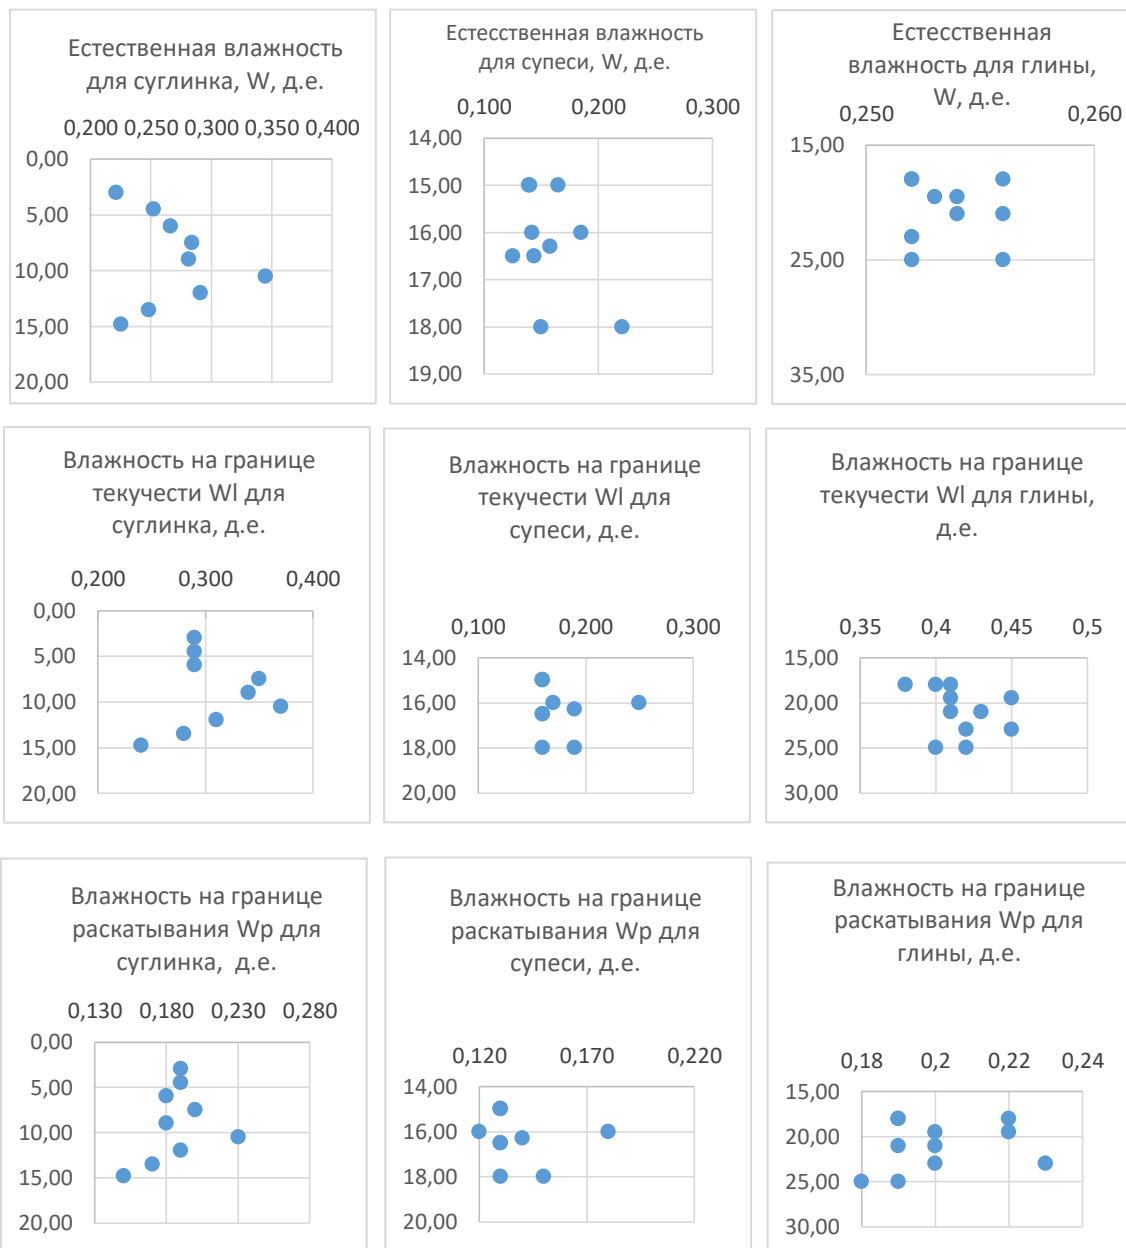 Естественная влажность
для суглинка, W, д.е.
0,200 0,250 0,300 0,350 0,400
0,00
5,00
10,00
15,00
20,00
Естесственная влажность
для супеси, W, д.е.
0,100 0,200 0,300
14,00
15,00
16,00
17,00
18,00
19,00
Естесственная
влажность для глины,
W, д.е.
0,250 0,260
15,00
25,00
35,00
Влажность на границе
текучести Wl для
суглинка, д.е.
0,200 0,300 0,400
0,00
5,00
10,00
15,00
20,00
Влажность на границе
текучести Wl для
супеси, д.е.
0,100 0,200 0,300
14,00
16,00
18,00
20,00
Влажность на границе
текучести Wl для глины,
д.е.
0,35 0,4 0,45 0,5
15,00
20,00
25,00
30,00
Влажность на границе
раскатывания Wp для
суглинка, д.е.
0,130 0,180 0,230 0,280
0,00
5,00
10,00
15,00
20,00
Влажность на границе
раскатывания Wp для
супеси, д.е.
0,120 0,170 0,220
14,00
16,00
18,00
20,00
Влажность на границе
раскатывания Wp для
глины, д.е.
0,18 0,2 0,22 0,24
15,00
20,00
25,00
30,00